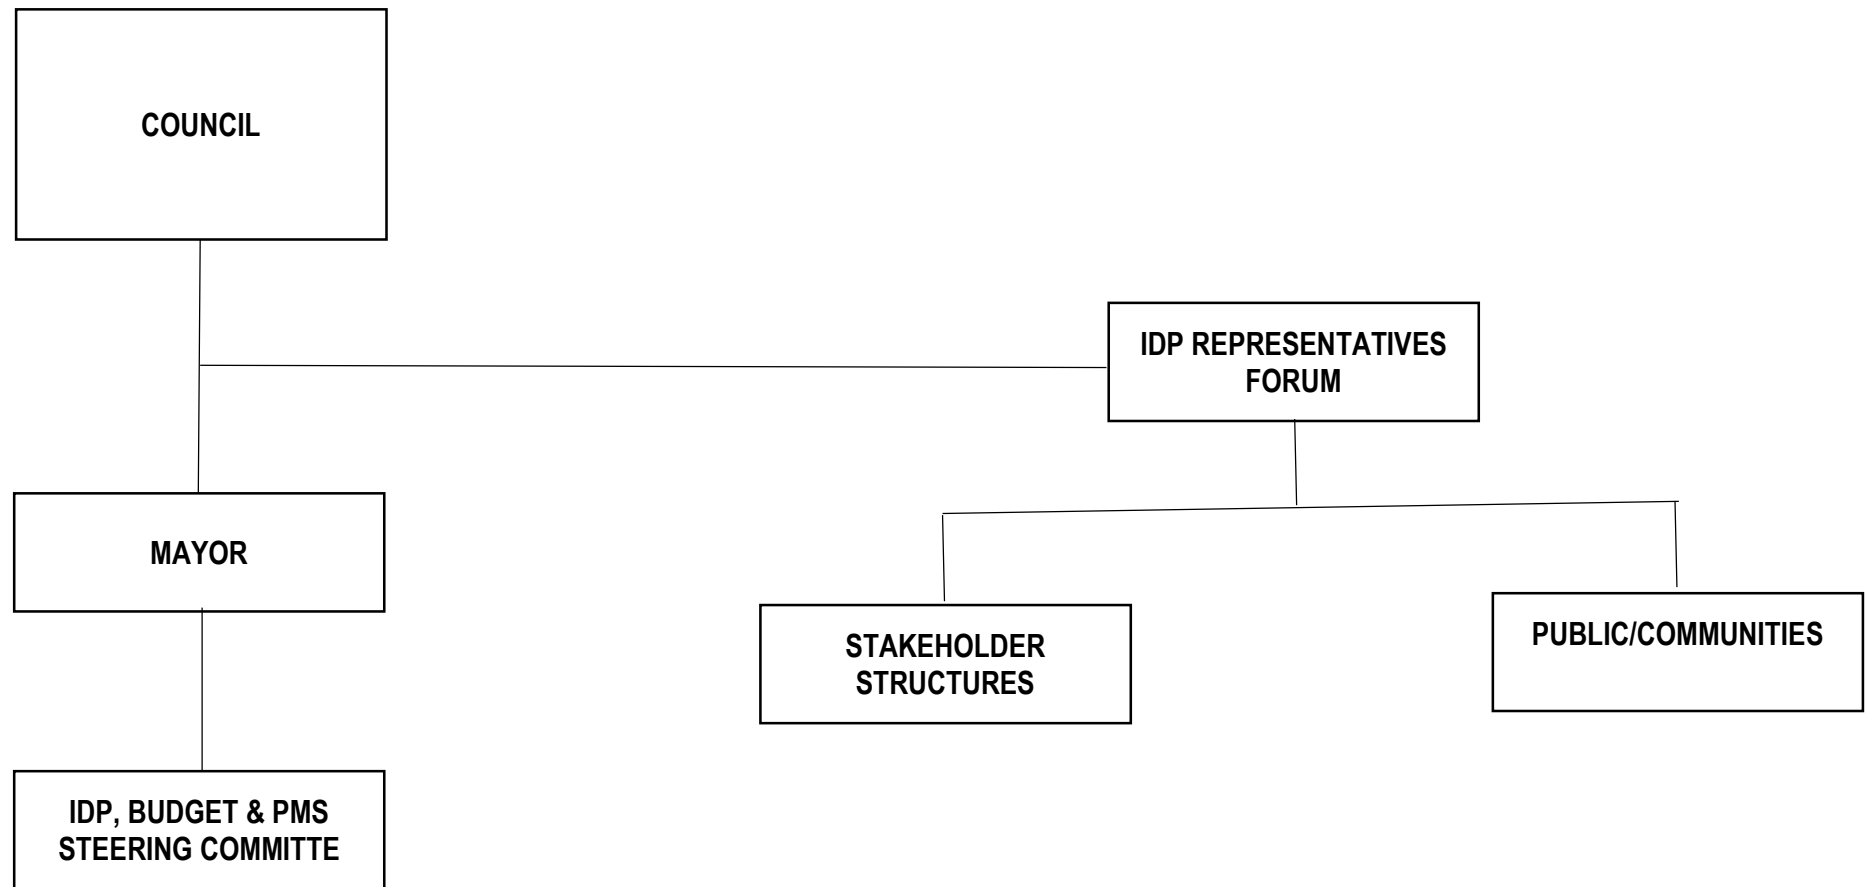 COUNCIL
IDP REPRESENTATIVES
FORUM
MAYOR
STAKEHOLDER
STRUCTURES
PUBLIC/COMMUNITIES
IDP, BUDGET & PMS
STEERING COMMITTE